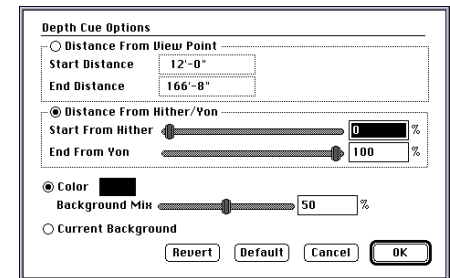 Depth Cue Options
Distance From View Point
Start Distance 12'-0"
End Distance 166'-8"
Distance From Hither/Yon
Start From Hither 0 %
End From Yon 100 %
Color
Background Mix 50 %
Current Background
Revert Default Cancel OK